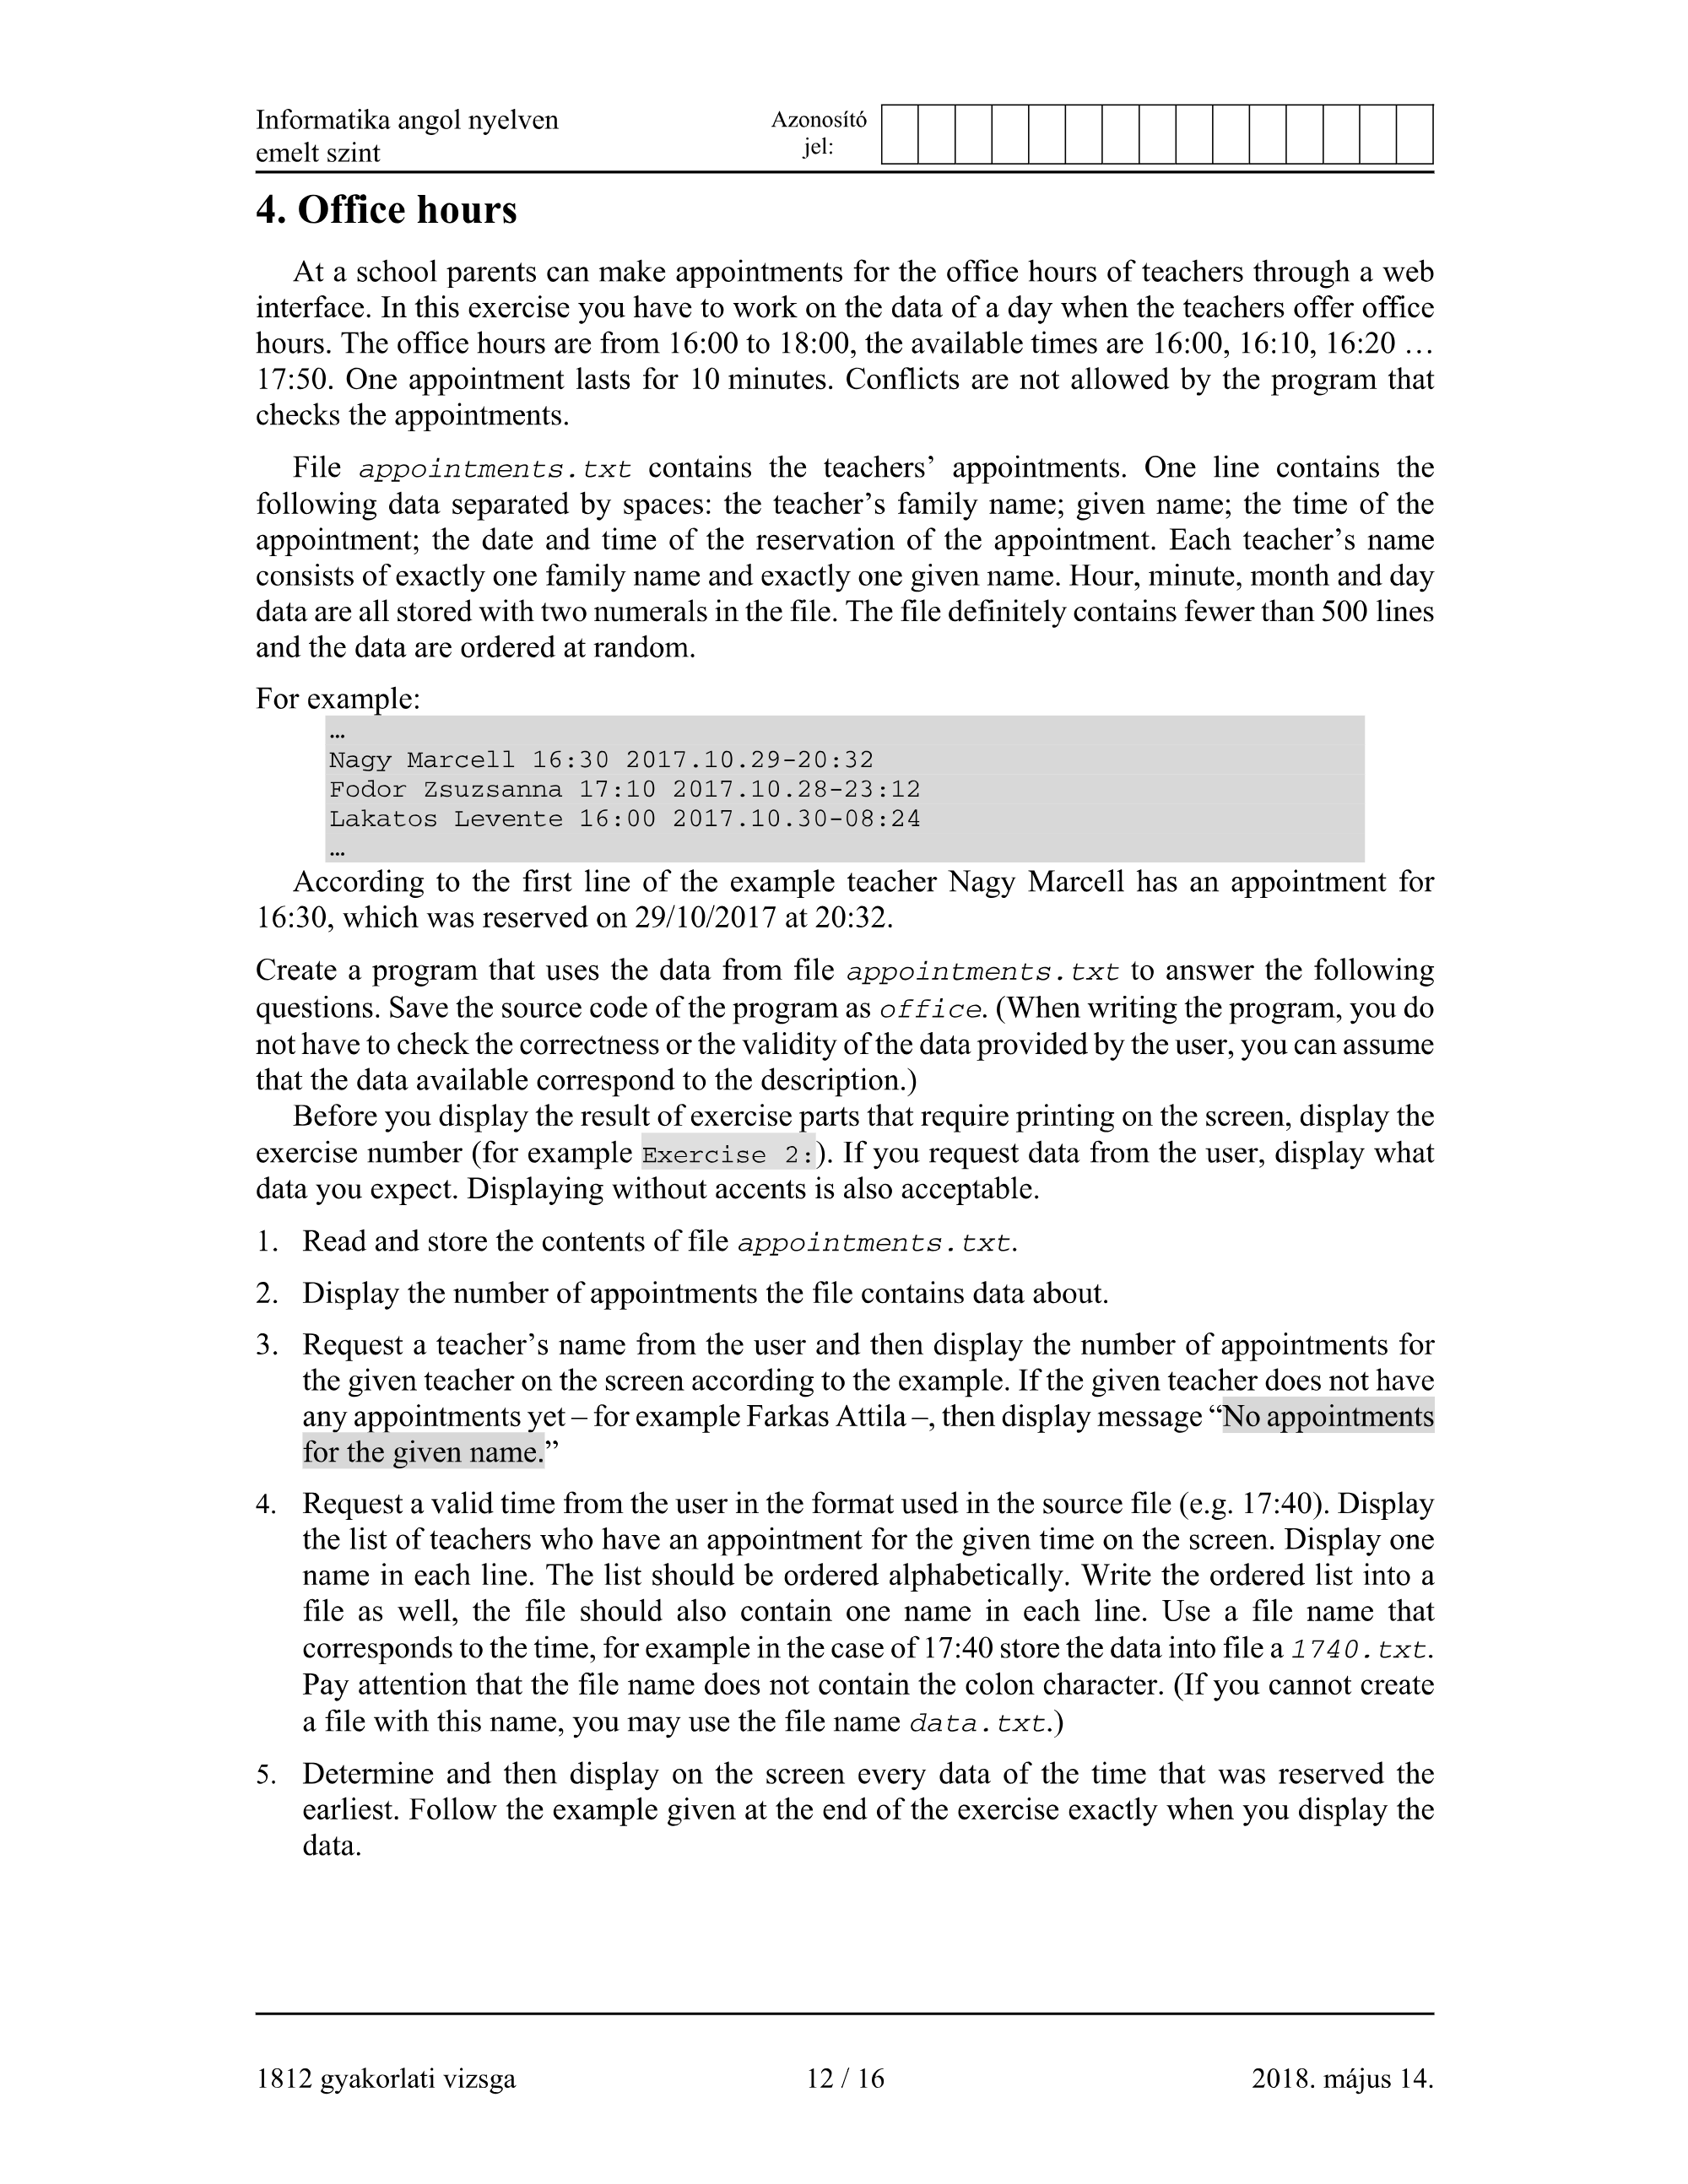 Informatika angol nyelven
emelt szint
Azonosító
jel:
4. Office hours
At a school parents can make appointments for the office hours of teachers through a web
interface. In this exercise you have to work on the data of a day when the teachers offer office
hours. The office hours are from 16:00 to 18:00, the available times are 16:00, 16:10, 16:20 …
17:50. One appointment lasts for 10 minutes. Conflicts are not allowed by the program that
checks the appointments.
File appointments.txt contains the teachers’ appointments. One line contains the
following data separated by spaces: the teacher’s family name; given name; the time of the
appointment; the date and time of the reservation of the appointment. Each teacher’s name
consists of exactly one family name and exactly one given name. Hour, minute, month and day
data are all stored with two numerals in the file. The file definitely contains fewer than 500 lines
and the data are ordered at random.
For example:
…
Nagy Marcell 16:30 2017.10.29-20:32
Fodor Zsuzsanna 17:10 2017.10.28-23:12
Lakatos Levente 16:00 2017.10.30-08:24
…
According to the first line of the example teacher Nagy Marcell has an appointment for
16:30, which was reserved on 29/10/2017 at 20:32.
Create a program that uses the data from file appointments.txt to answer the following
questions. Save the source code of the program as office. (When writing the program, you do
not have to check the correctness or the validity of the data provided by the user, you can assume
that the data available correspond to the description.)
Before you display the result of exercise parts that require printing on the screen, display the
exercise number (for example Exercise 2:). If you request data from the user, display what
data you expect. Displaying without accents is also acceptable.
1. Read and store the contents of file appointments.txt.
2. Display the number of appointments the file contains data about.
3. Request a teacher’s name from the user and then display the number of appointments for
the given teacher on the screen according to the example. If the given teacher does not have
any appointments yet – for example Farkas Attila –, then display message “No appointments
for the given name.”
4. Request a valid time from the user in the format used in the source file (e.g. 17:40). Display
the list of teachers who have an appointment for the given time on the screen. Display one
name in each line. The list should be ordered alphabetically. Write the ordered list into a
file as well, the file should also contain one name in each line. Use a file name that
corresponds to the time, for example in the case of 17:40 store the data into file a 1740.txt.
Pay attention that the file name does not contain the colon character. (If you cannot create
a file with this name, you may use the file name data.txt.)
5. Determine and then display on the screen every data of the time that was reserved the
earliest. Follow the example given at the end of the exercise exactly when you display the
data.
1812 gyakorlati vizsga
12 / 16
2018. május 14.